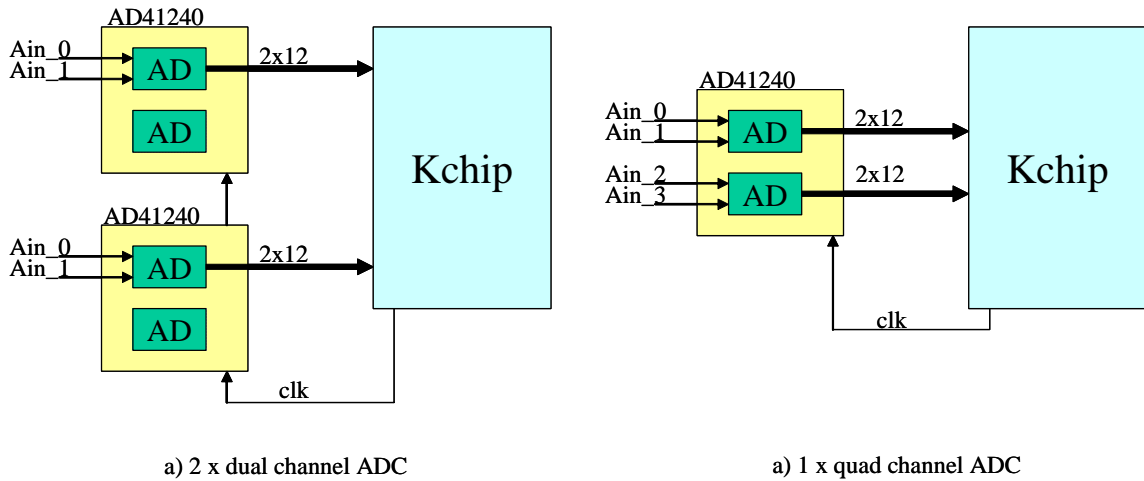 AD41240
Ain_0
Ain_1
AD
2x12
AD
AD41240
Ain_0
Ain_1
AD
2x12
AD
Kchip
clk
a) 2 x dual channel ADC
AD41240
Ain_0
Ain_1
AD
2x12
Ain_2
Ain_3
AD
2x12
Kchip
clk
a) 1 x quad channel ADC